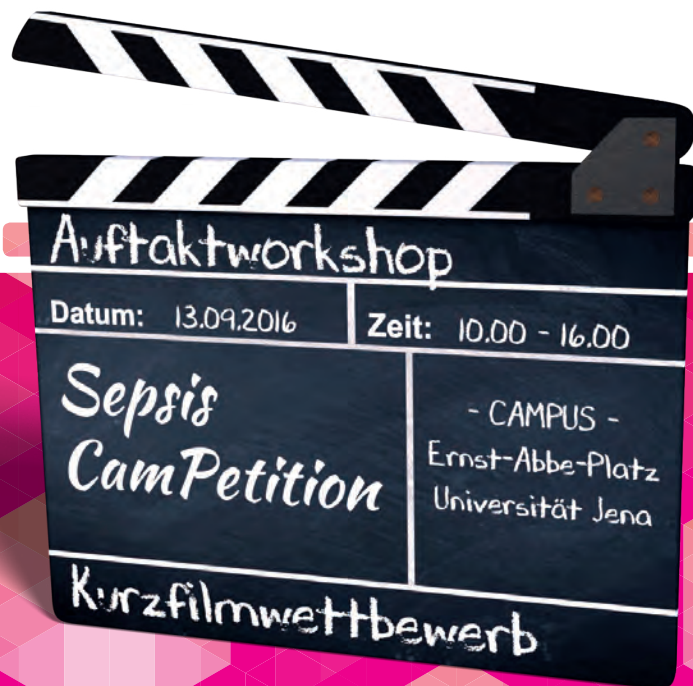 Auftaktworkshop
Datum: 13.09.2016 Zeit: 10.00 - 16.00
Sepsis
CamPetition
- CAMPUS -
Ernst-Abbe-Platz
Universität Jena
Kurzfilmwettbewerb